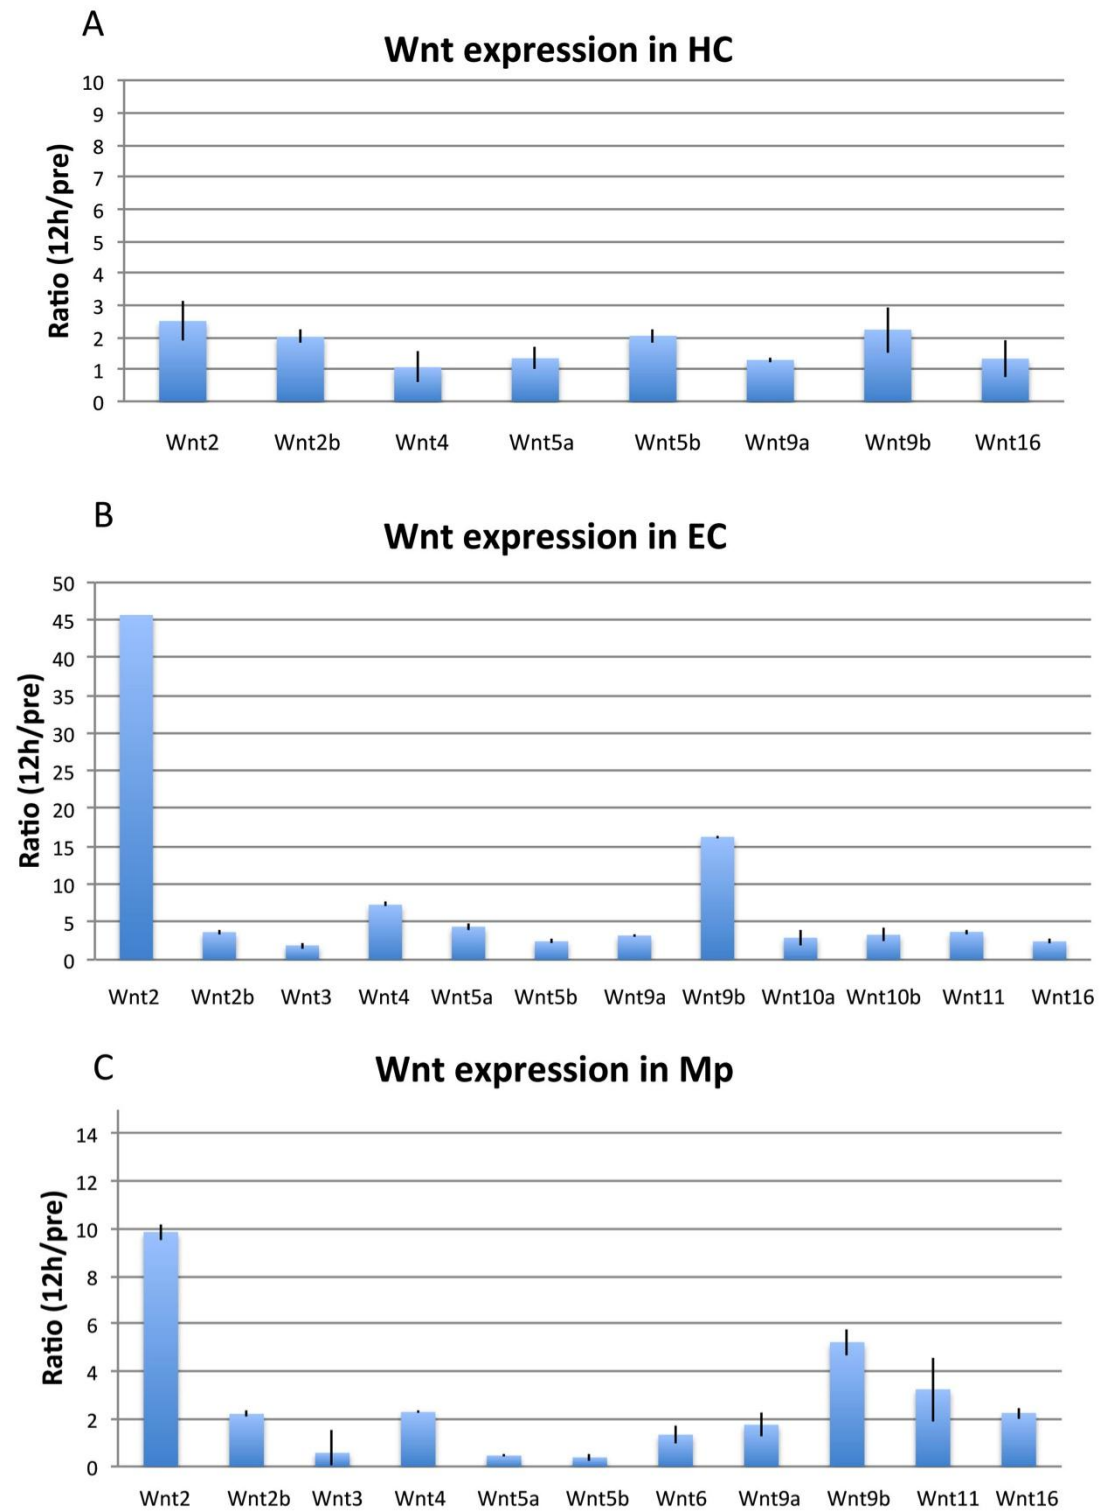 A
Wnt expression in HC
Ratio (12h/pre)
10
9
8
7
6
5
4
3
2
1
0
Wnt2 Wnt2b Wnt4 Wnt5a Wnt5b Wnt9a Wnt9b Wnt16
B
Wnt expression in EC
Ratio (12h/pre)
50
45
40
35
30
25
20
15
10
5
0
Wnt2 Wnt2b Wnt3 Wnt4 Wnt5a Wnt5b Wnt9a Wnt9b Wnt10a Wnt10b Wnt11 Wnt16
C
Wnt expression in Mp
Ratio (12h/pre)
14
12
10
8
6
4
2
0
Wnt2 Wnt2b Wnt3 Wnt4 Wnt5a Wnt5b Wnt6 Wnt9a Wnt9b Wnt11 Wnt16